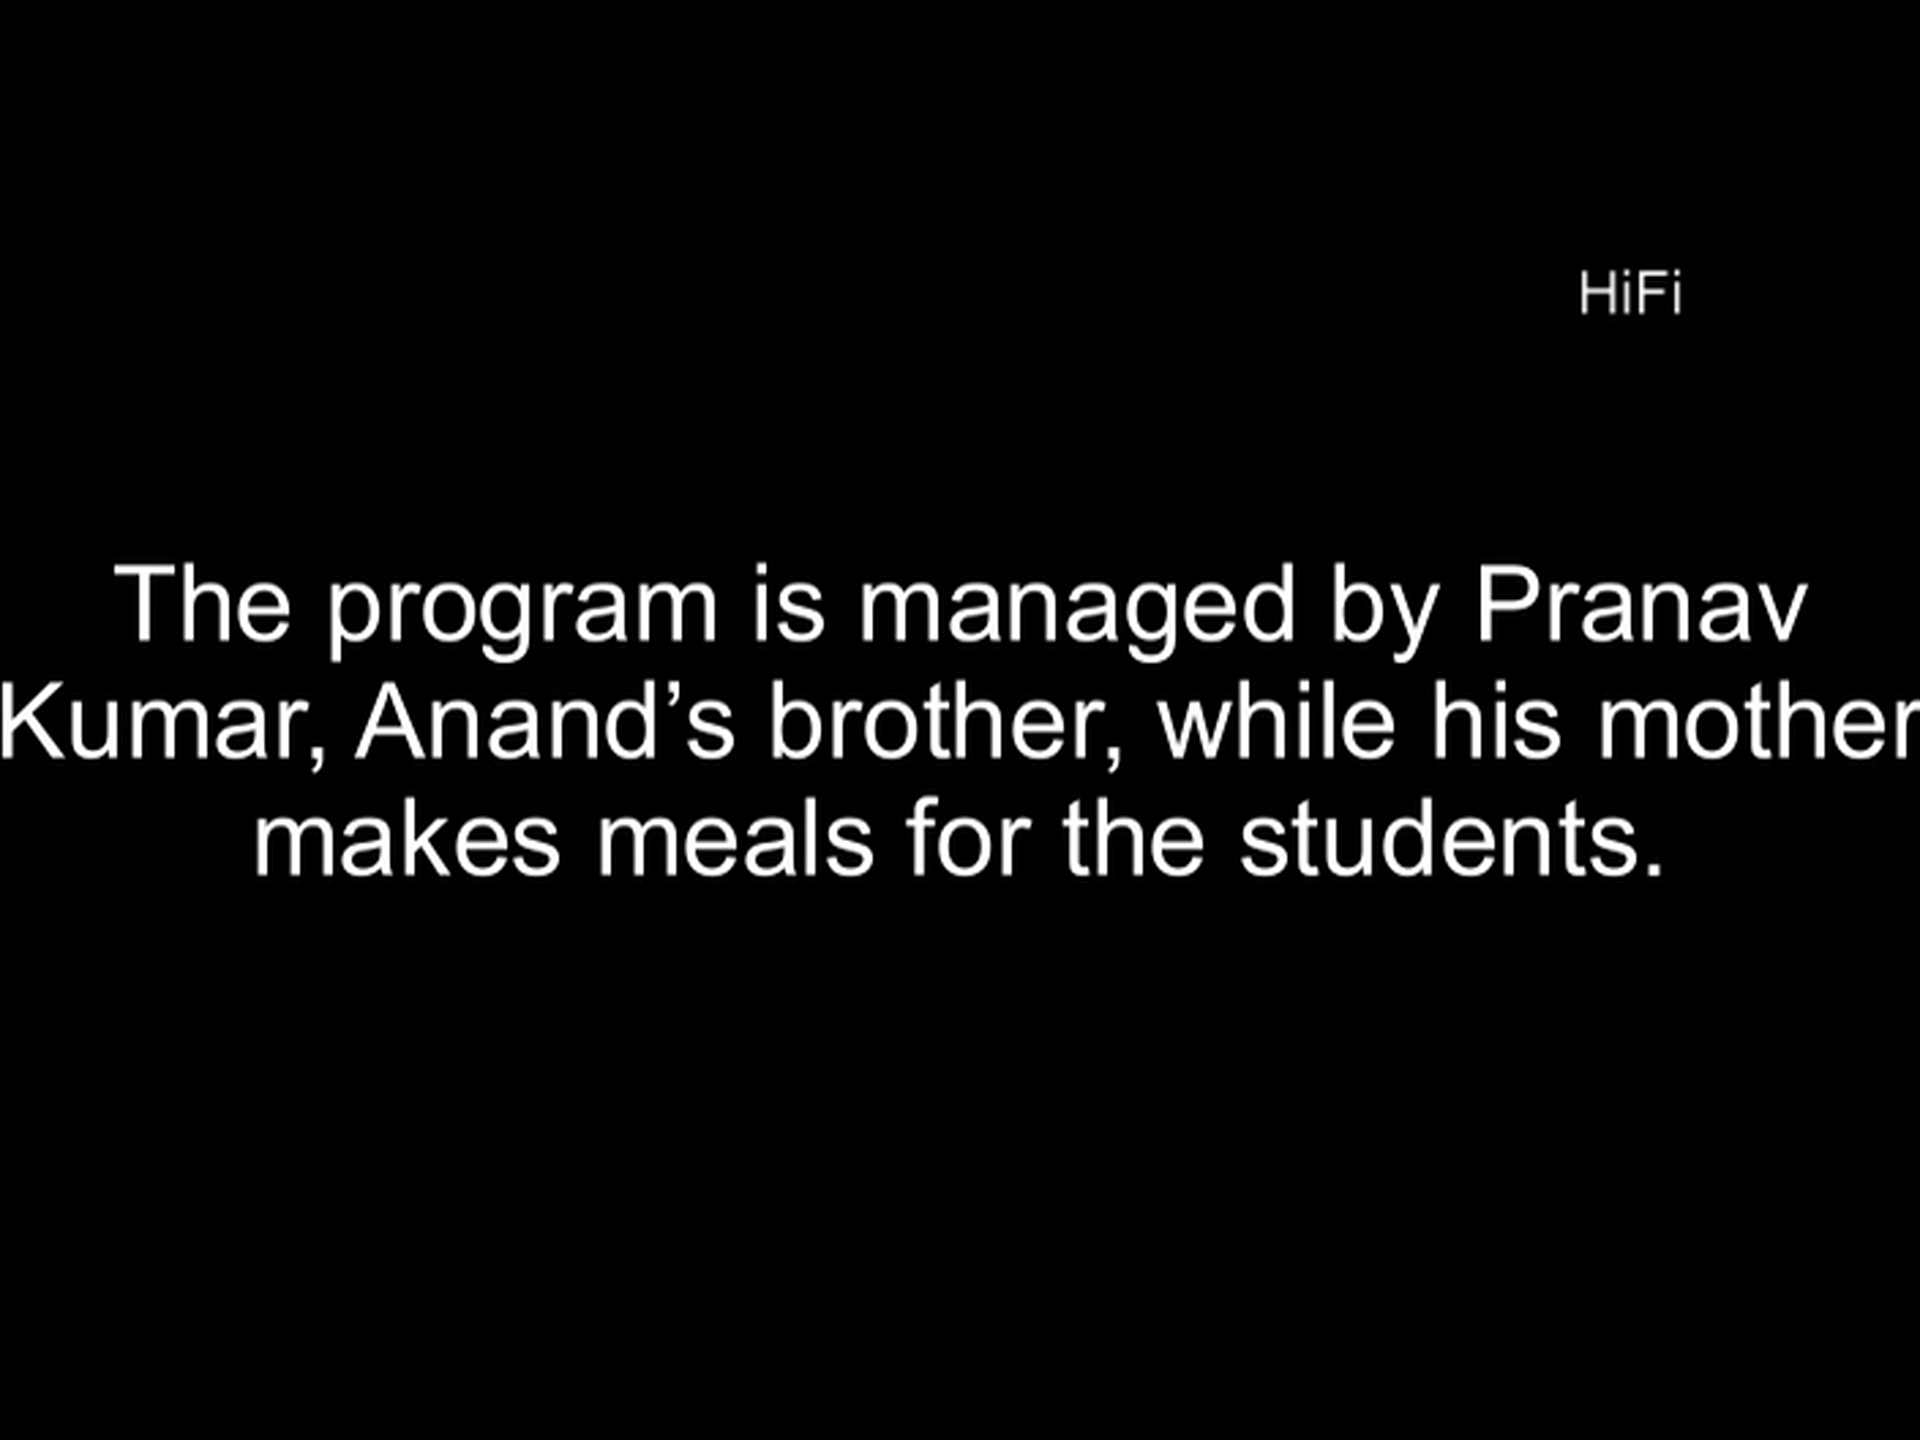 HiFi
The program is managed by Pranav
Kumar, Anand’s brother, while his mother
makes meals for the students.